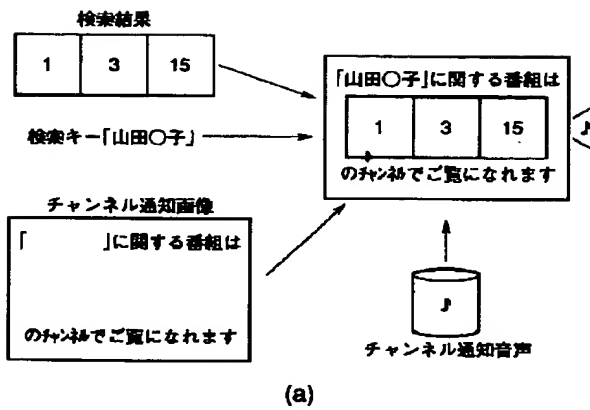 検索結果
1 3 15
検索キー「山田〇子」
チャンネル通知画像
「 」に関する番組は
のチャンネルでご覧になれます
「山田〇子」に関する番組は
1 3 15
のチャンネルでご覧になれます
♪
♪
チャンネル通知音声
(a)